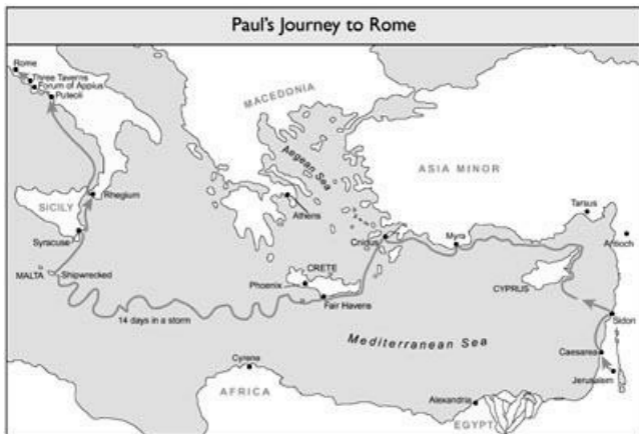 Paul's Journey to Rome
Rome
Three Taverns
Forum of Appius
Puteoli
MACEDONIA
Aegean Sea
ASIA MINOR
Tarsus
Antioch
SICILY
Rhegium
Athens
Syracuse
Cnidus
Myra
MALTA
Shipwrecked
CRETE
Phoenix
Fair Havens
CYPRUS
14 days in a storm
Sidon
Mediterranean Sea
Caesarea
Cyrene
Jerusalem
AFRICA
Alexandria
EGYPT